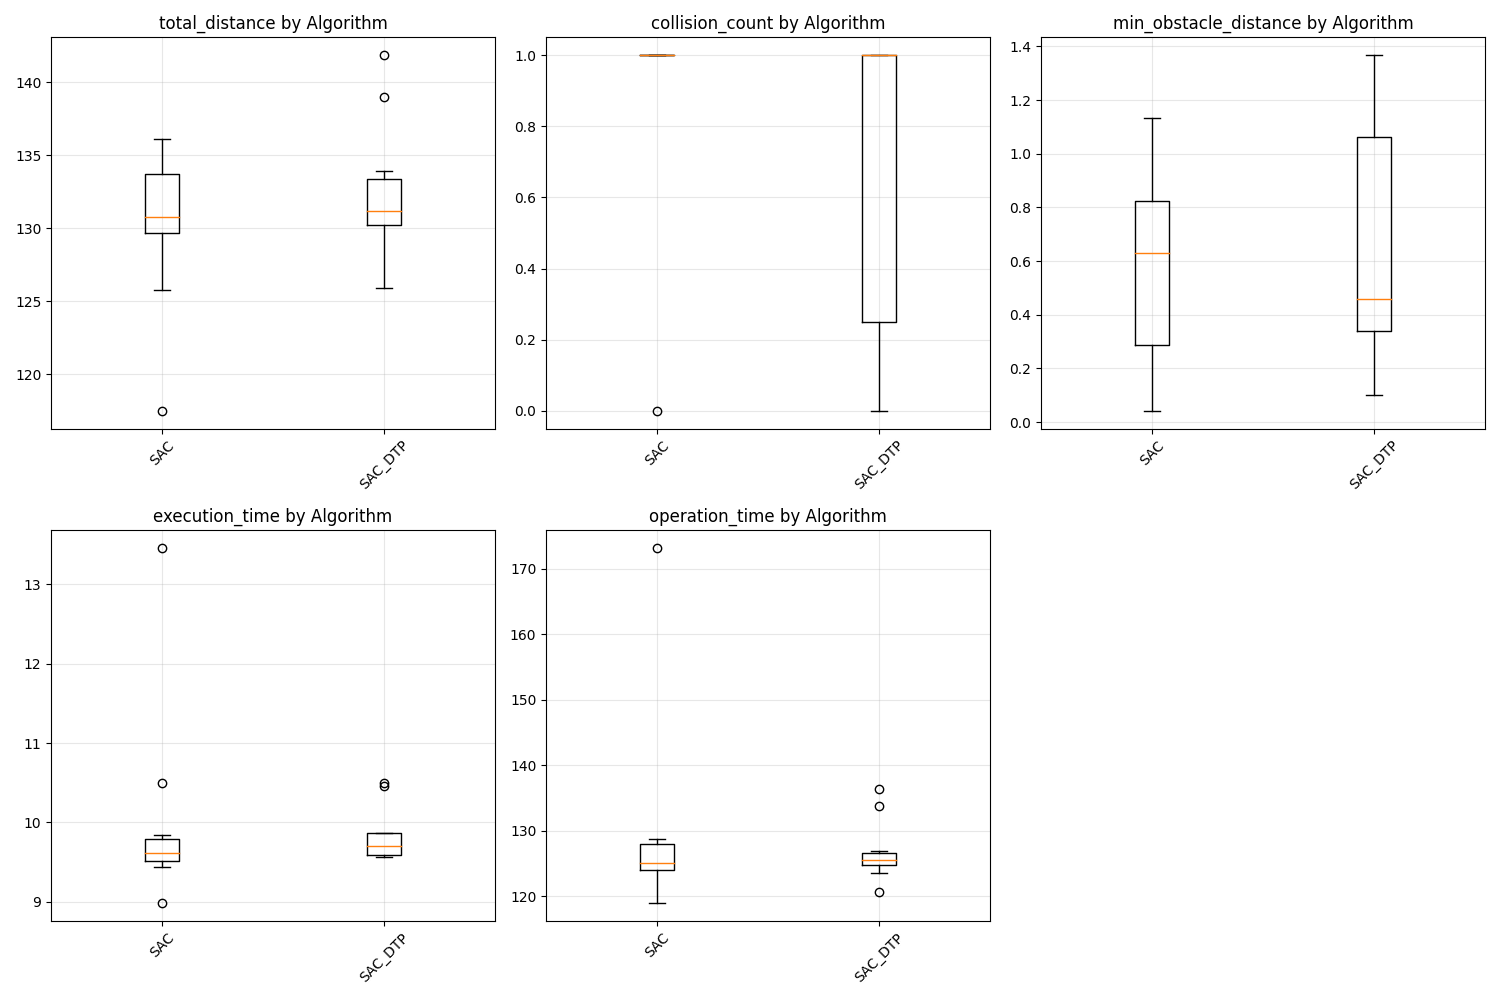 total_distance by Algorithm
140
135
130
125
120
SAC
SAC_DTP
collision_count by Algorithm
1.0
0.8
0.6
0.4
0.2
0.0
SAC
SAC_DTP
min_obstacle_distance by Algorithm
1.4
1.2
1.0
0.8
0.6
0.4
0.2
0.0
SAC
SAC_DTP
execution_time by Algorithm
13
12
11
10
9
SAC
SAC_DTP
operation_time by Algorithm
170
160
150
140
130
120
SAC
SAC_DTP